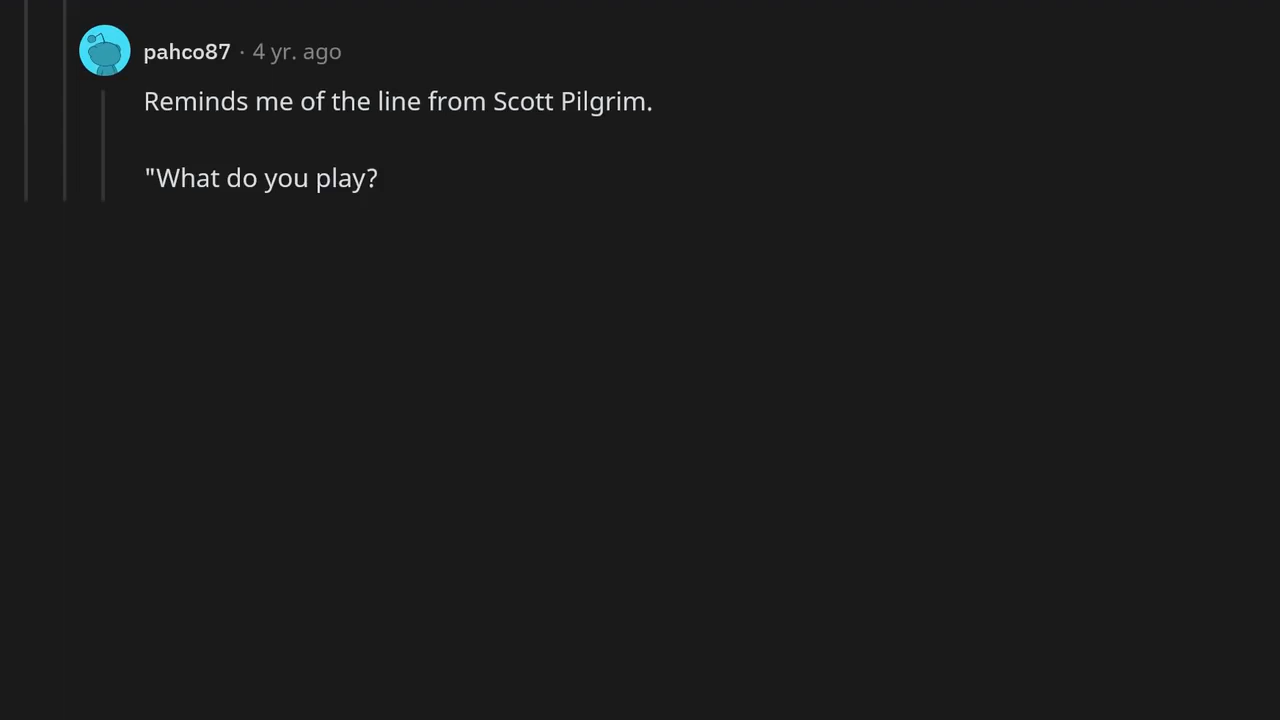 pahco87 · 4 yr. ago
Reminds me of the line from Scott Pilgrim.
"What do you play?